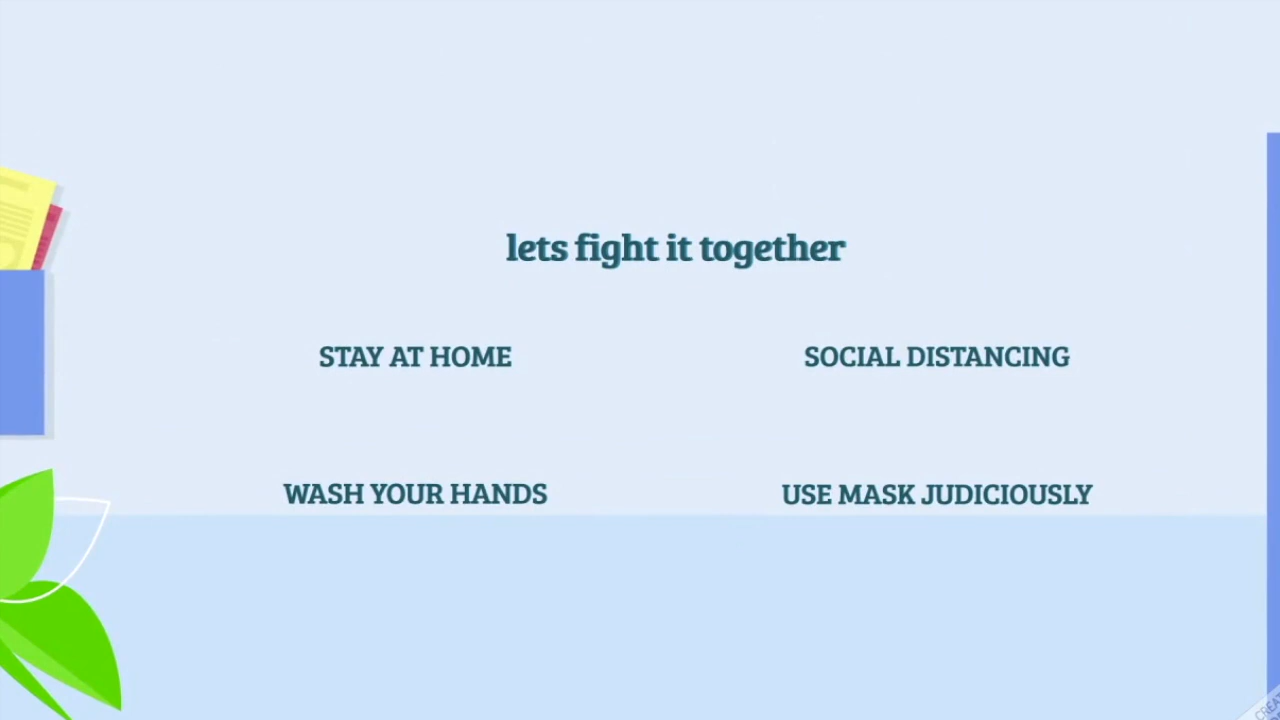 lets fight it together
STAY AT HOME
SOCIAL DISTANCING
WASH YOUR HANDS
USE MASK JUDICIOUSLY